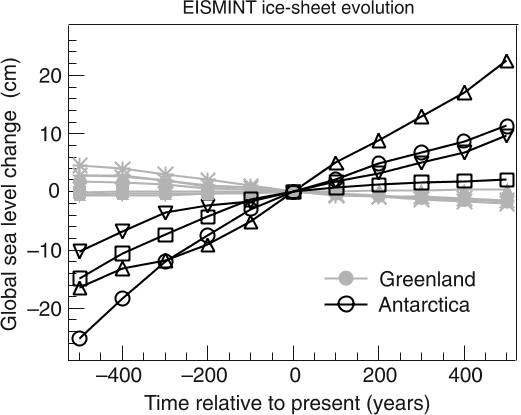 EISMINT ice-sheet evolution
Global sea level change (cm)
20
10
0
−10
−20
Greenland
Antarctica
−400
−200
0
200
400
Time relative to present (years)